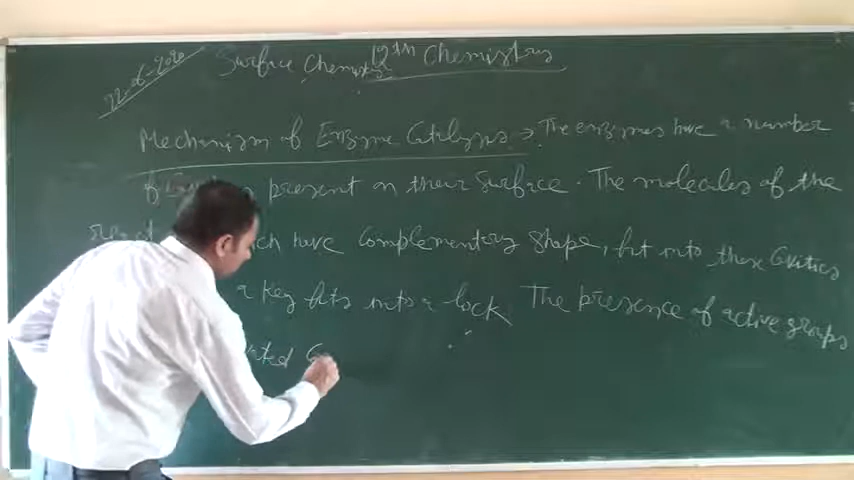 22-06-2020
Surface Chemistry 12th Chemistry
Mechanism of Enzyme Catalysis → The enzymes have a number
of present on their surface. The molecules of the
have complementary shape, fit into these Cavities
a key fits into a lock The presence of active groups